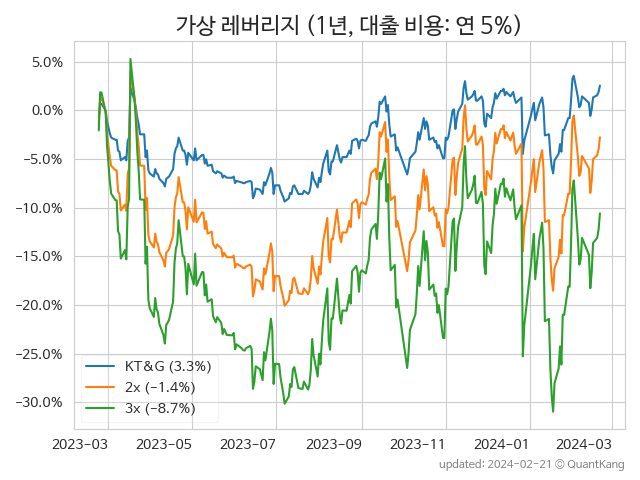 가상 레버리지 (1년, 대출 비용: 연 5%)
5.0%
0.0%
−5.0%
−10.0%
−15.0%
−20.0%
−25.0%
−30.0%
KT&G (3.3%)
2x (−1.4%)
3x (−8.7%)
2023-03 2023-05 2023-07 2023-09 2023-11 2024-01 2024-03
updated: 2024-02-21 © QuantKang